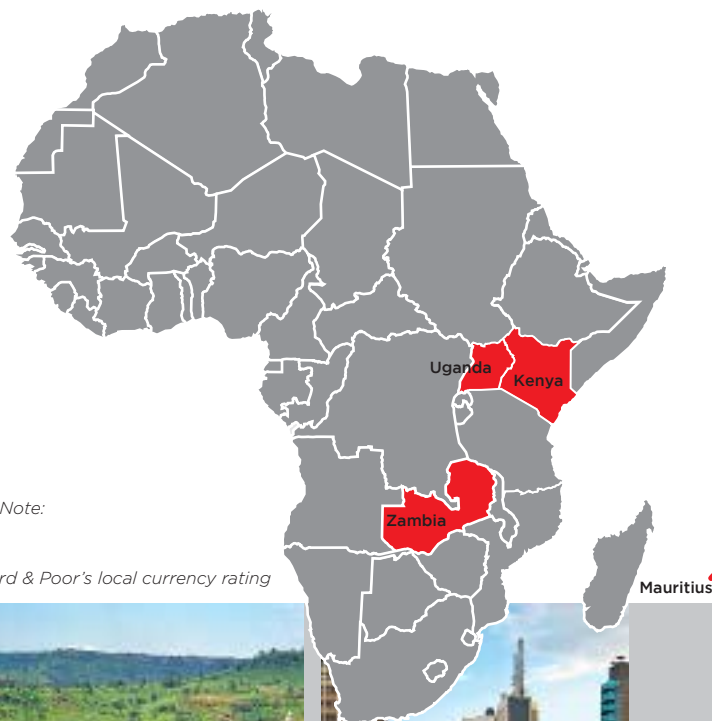 Uganda
Kenya
Note:
Zambia
rd & Poor's local currency rating
Mauritius